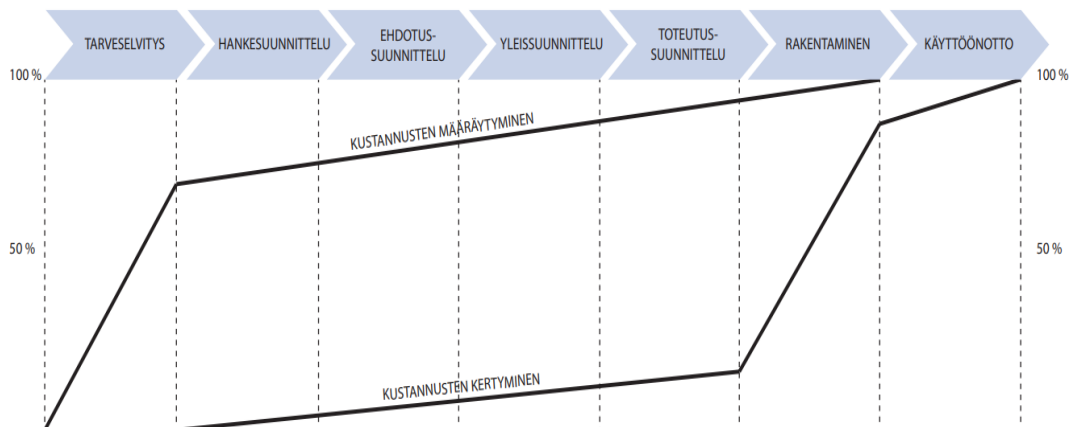 TARVESELVITYS
HANKESUUNNITTELU
EHDOTUS-
SUUNNITTELU
YLEISSUUNNITTELU
TOTEUTUS-
SUUNNITTELU
RAKENTAMINEN
KÄYTTÖÖNOTTO
100 %
100 %
KUSTANNUSTEN MÄÄRÄYTYMINEN
50 %
50 %
KUSTANNUSTEN KERTYMINEN